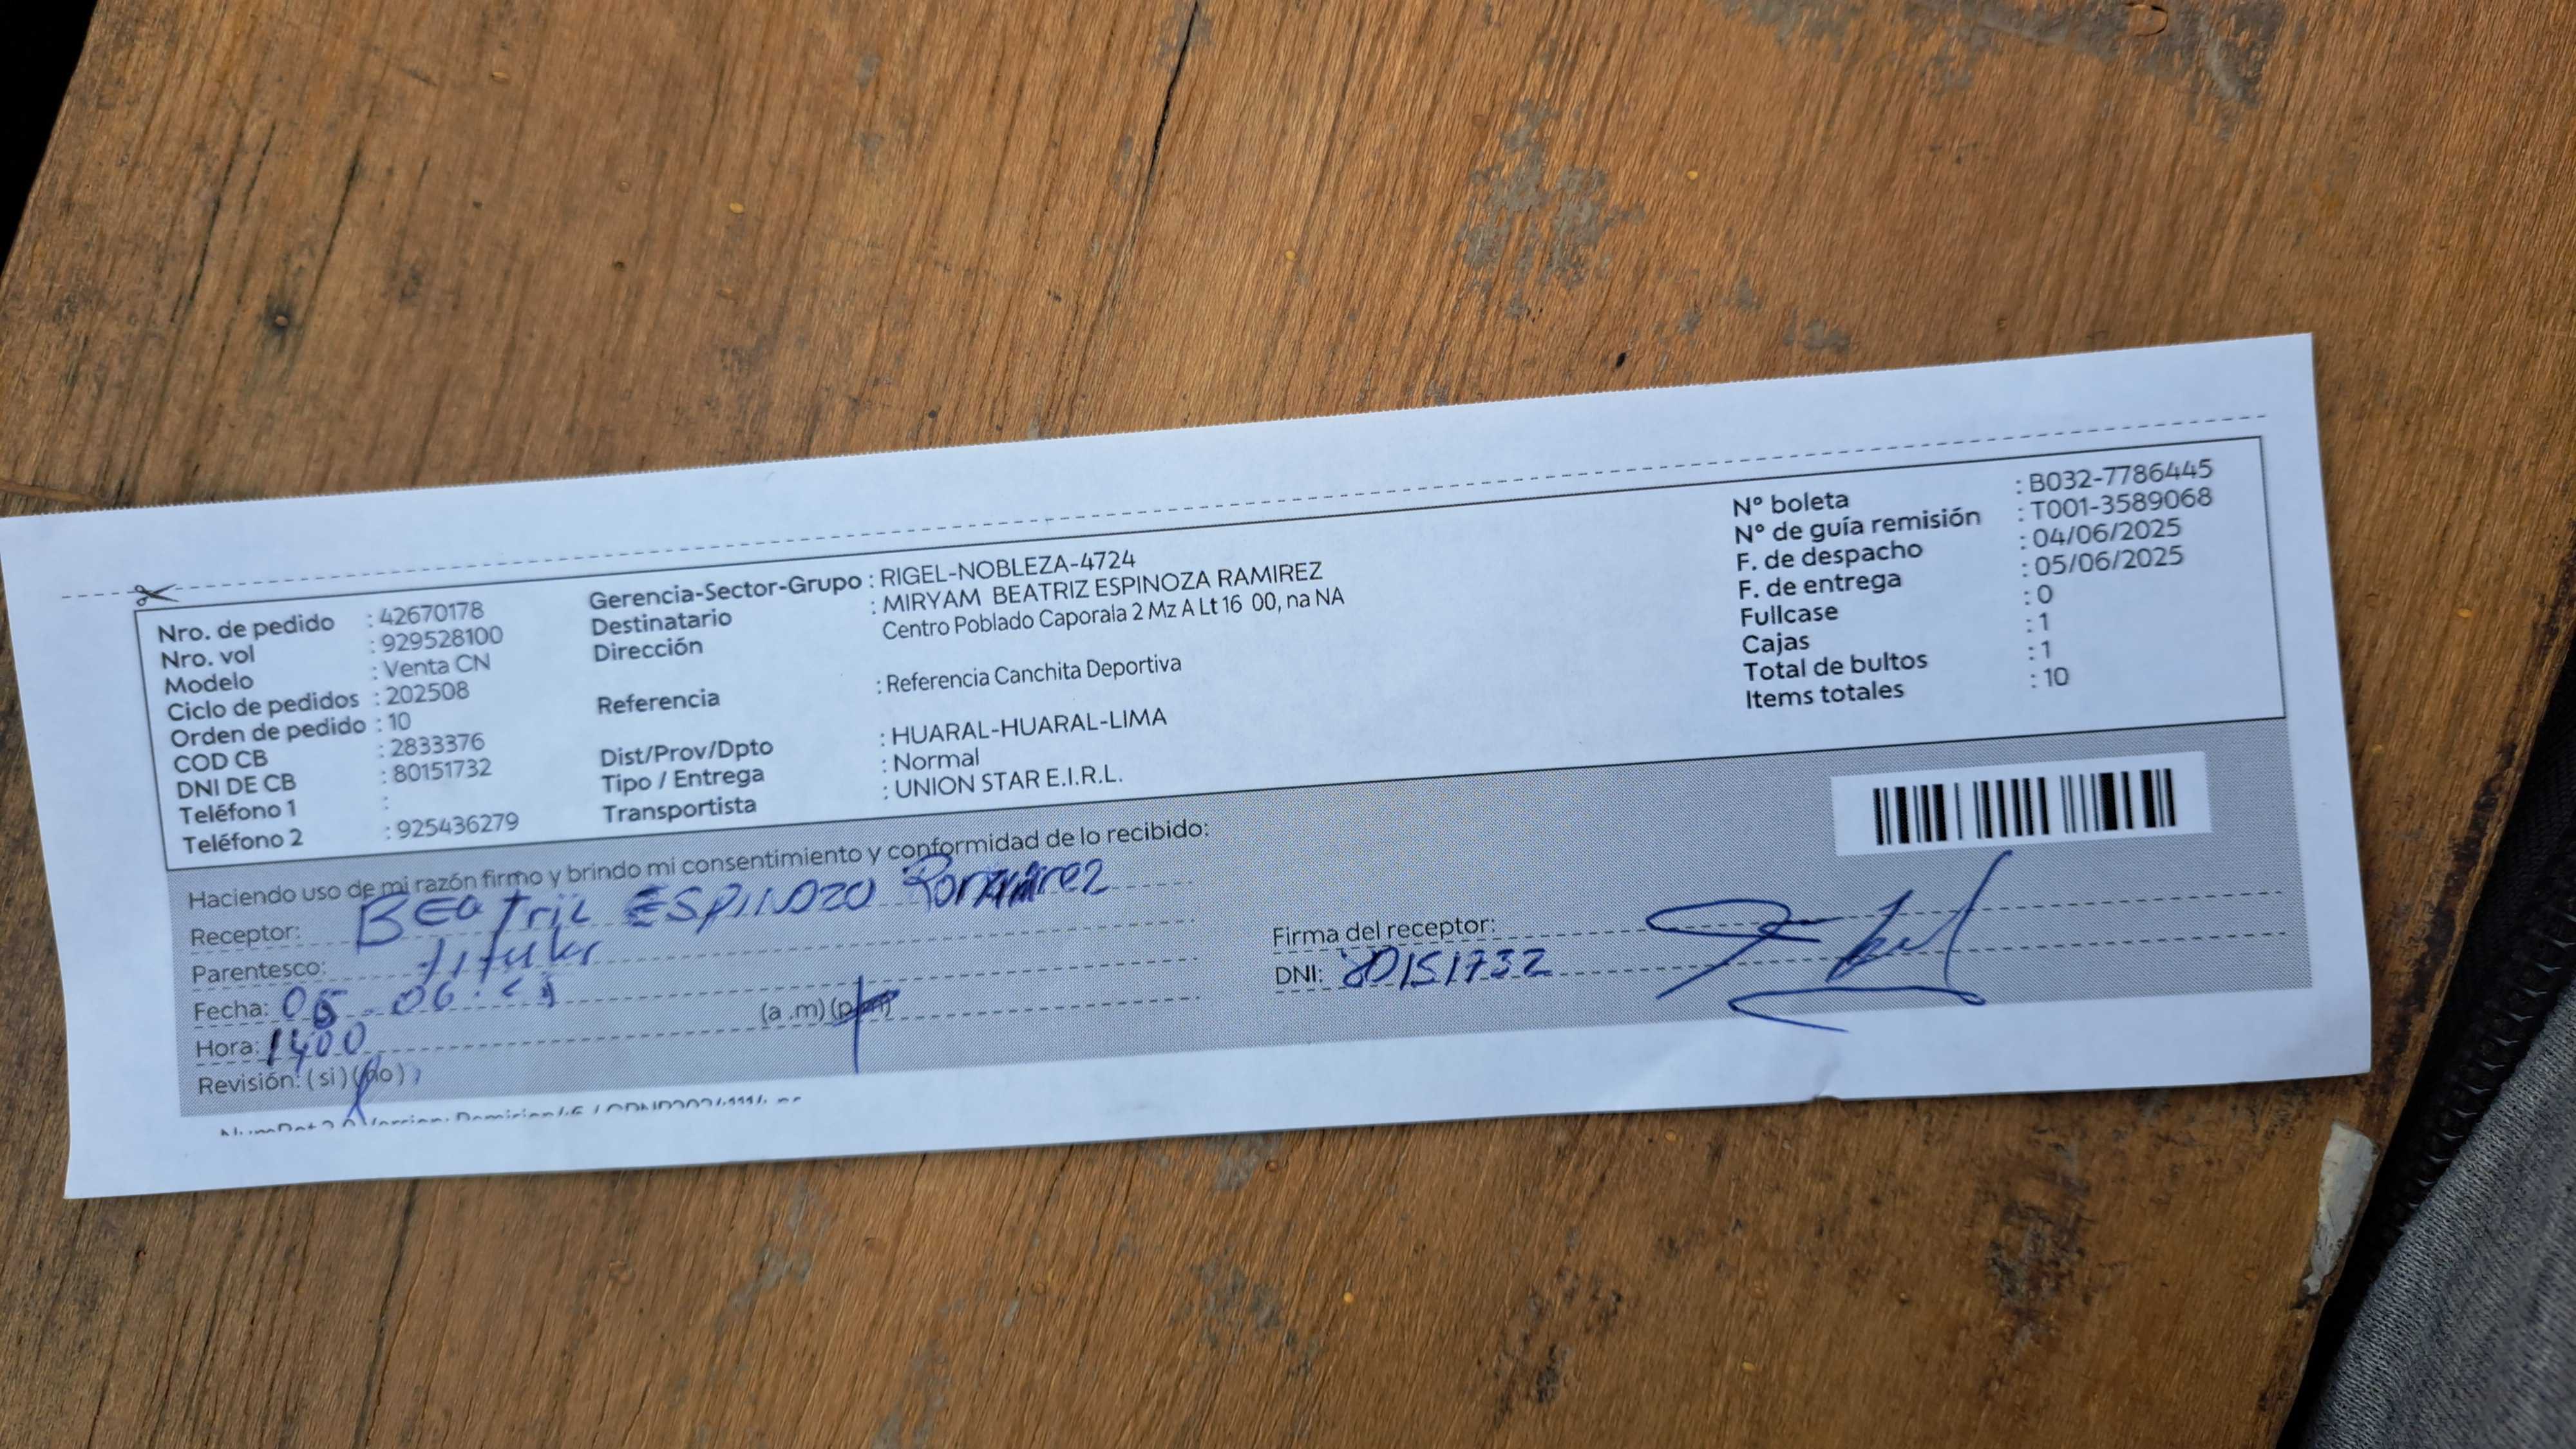 Nro. de pedido : 42670178
Nro. vol : 929528100
Modelo : Venta CN
Ciclo de pedidos : 202508
Orden de pedido : 10
COD CB : 2833376
DNI DE CB : 80151732
Teléfono 1 :
Teléfono 2 : 925436279
Gerencia-Sector-Grupo : RIGEL-NOBLEZA-4724
Destinatario : MIRYAM BEATRIZ ESPINOZA RAMIREZ
Dirección Centro Poblado Caporala 2 Mz A Lt 16 00, na NA
Referencia : Referencia Canchita Deportiva
Dist/Prov/Dpto : HUARAL-HUARAL-LIMA
Tipo / Entrega : Normal
Transportista : UNION STAR E.I.R.L.
Nº boleta : B032-7786445
Nº de guía remisión : T001-3589068
F. de despacho : 04/06/2025
F. de entrega : 05/06/2025
Fullcase : 0
Cajas : 1
Total de bultos : 1
Items totales : 10
Haciendo uso de mi razón firmo y brindo mi consentimiento y conformidad de lo recibido:
Receptor: BEatriz ESPINOZO
Parentesco: titular
Fecha: 05-06.
Hora: 1400 (a .m) (p.m)
Revisión: ( si ) ( no )
Firma del receptor:
DNI: 80151732